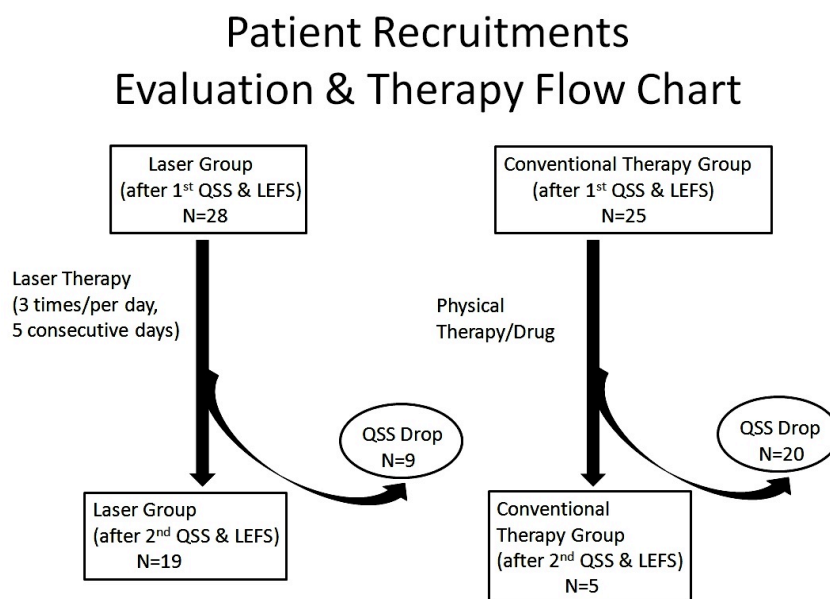 Patient Recruitments
Evaluation & Therapy Flow Chart
Laser Group
(after 1st QSS & LEFS)
N=28
Conventional Therapy Group
(after 1st QSS & LEFS)
N=25
Laser Therapy
(3 times/per day,
5 consecutive days)
Physical
Therapy/Drug
QSS Drop
N=9
QSS Drop
N=20
Laser Group
(after 2nd QSS & LEFS)
N=19
Conventional
Therapy Group
(after 2nd QSS & LEFS)
N=5